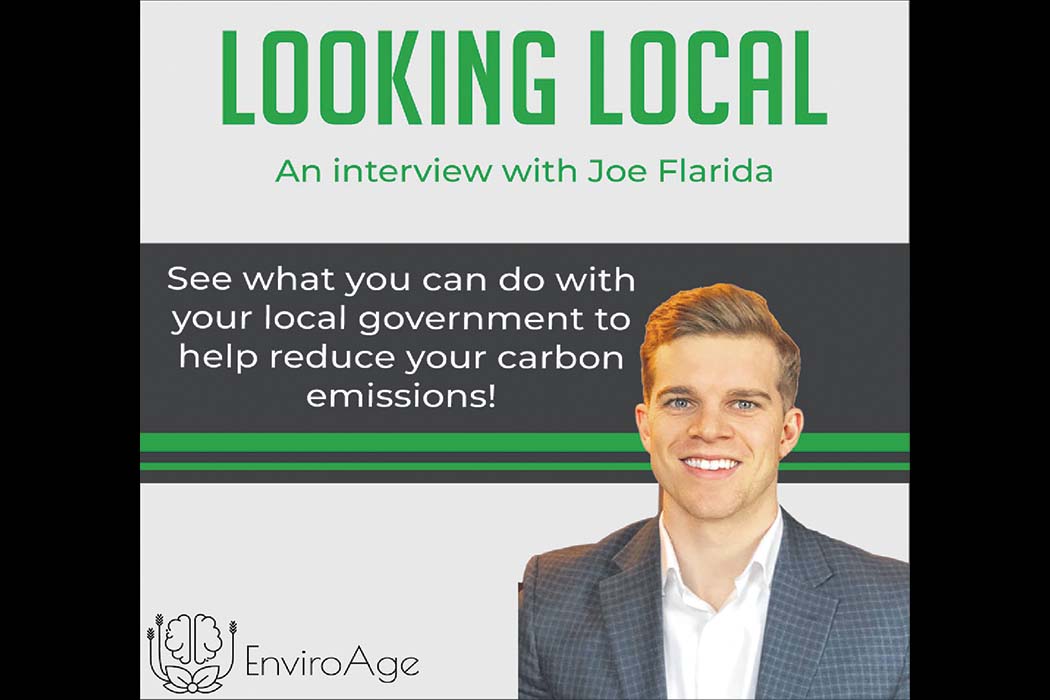 LOOKING LOCAL
An interview with Joe Flarida
See what you can do with
your local government to
help reduce your carbon
emissions!
EnviroAge